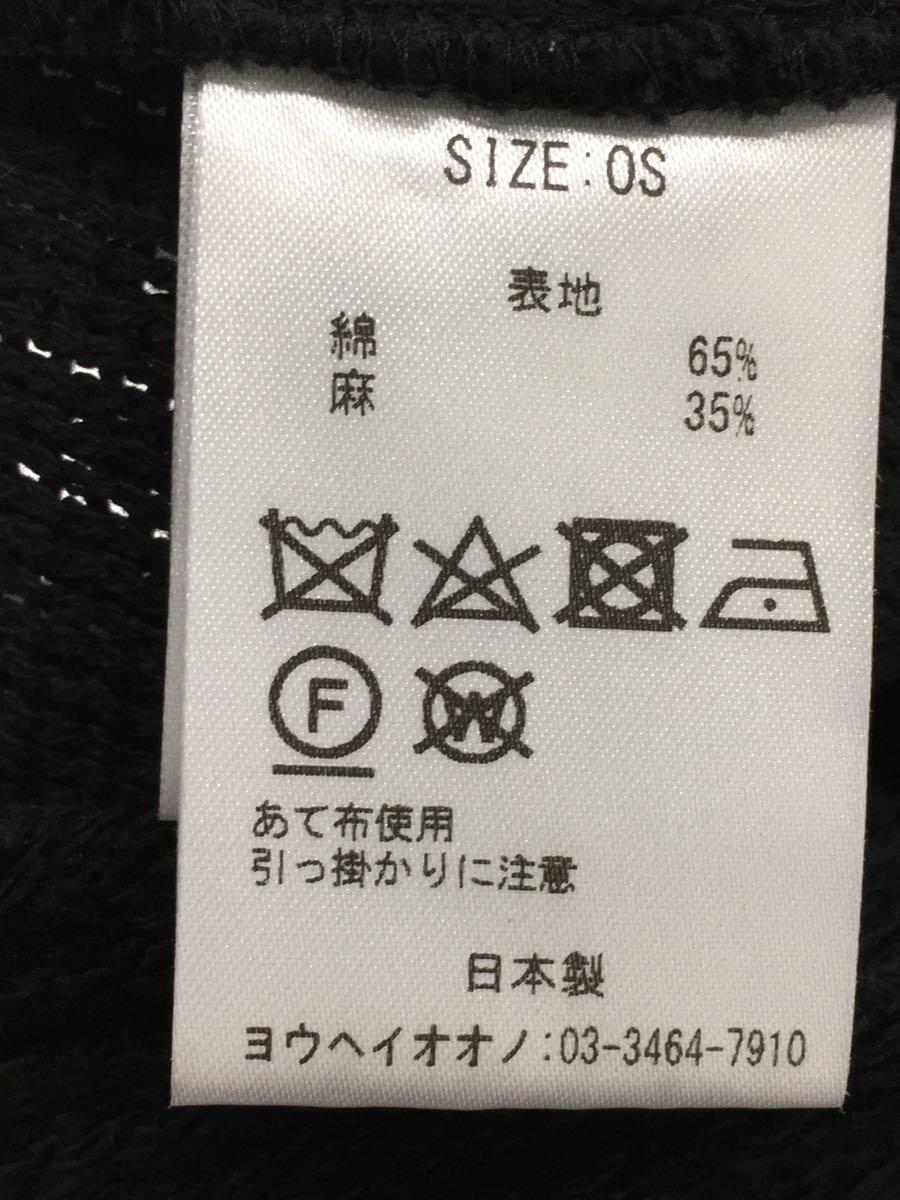 SIZE:OS
表地
綿 65%
麻 35%
F W
あて布使用
引っ掛かりに注意
日本製
ヨウヘイオオノ:03-3464-7910